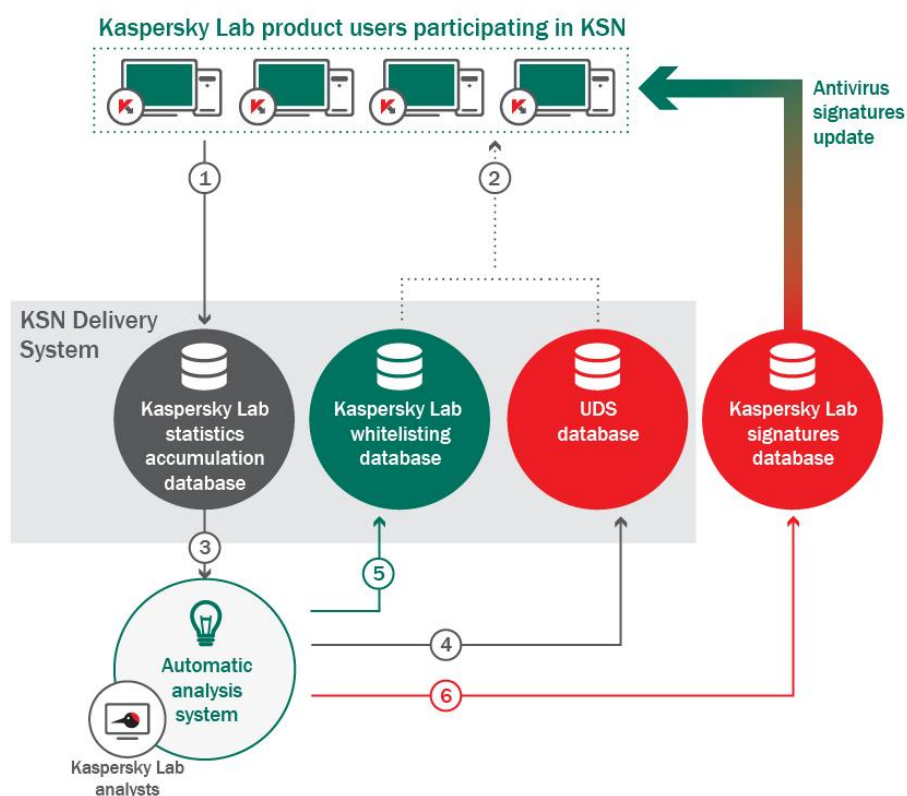 Kaspersky Lab product users participating in KSN
K
K
K
K
Antivirus
signatures
update
1
2
KSN Delivery
System
Kaspersky Lab
statistics
accumulation
database
Kaspersky Lab
whitelisting
database
UDS
database
Kaspersky Lab
signatures
database
3
5
4
6
Automatic
analysis
system
Kaspersky Lab
analysts